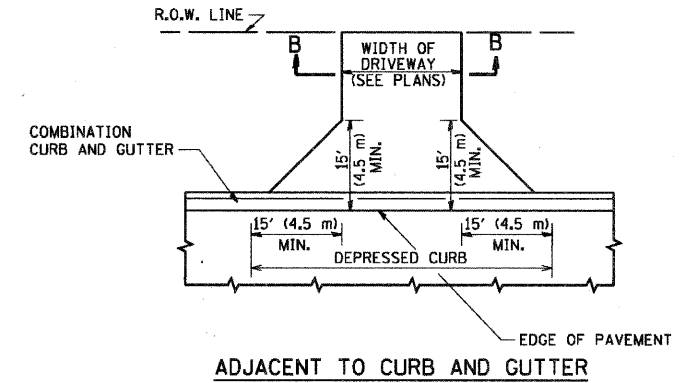 R.O.W. LINE
B
WIDTH OF
DRIVEWAY
(SEE PLANS)
B
COMBINATION
CURB AND GUTTER
15'
(4.5 m)
MIN.
15'
(4.5 m)
MIN.
15' (4.5 m)
MIN.
15' (4.5 m)
MIN.
DEPRESSED CURB
EDGE OF PAVEMENT
ADJACENT TO CURB AND GUTTER